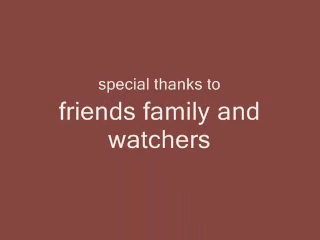 special thanks to
friends family and
watchers